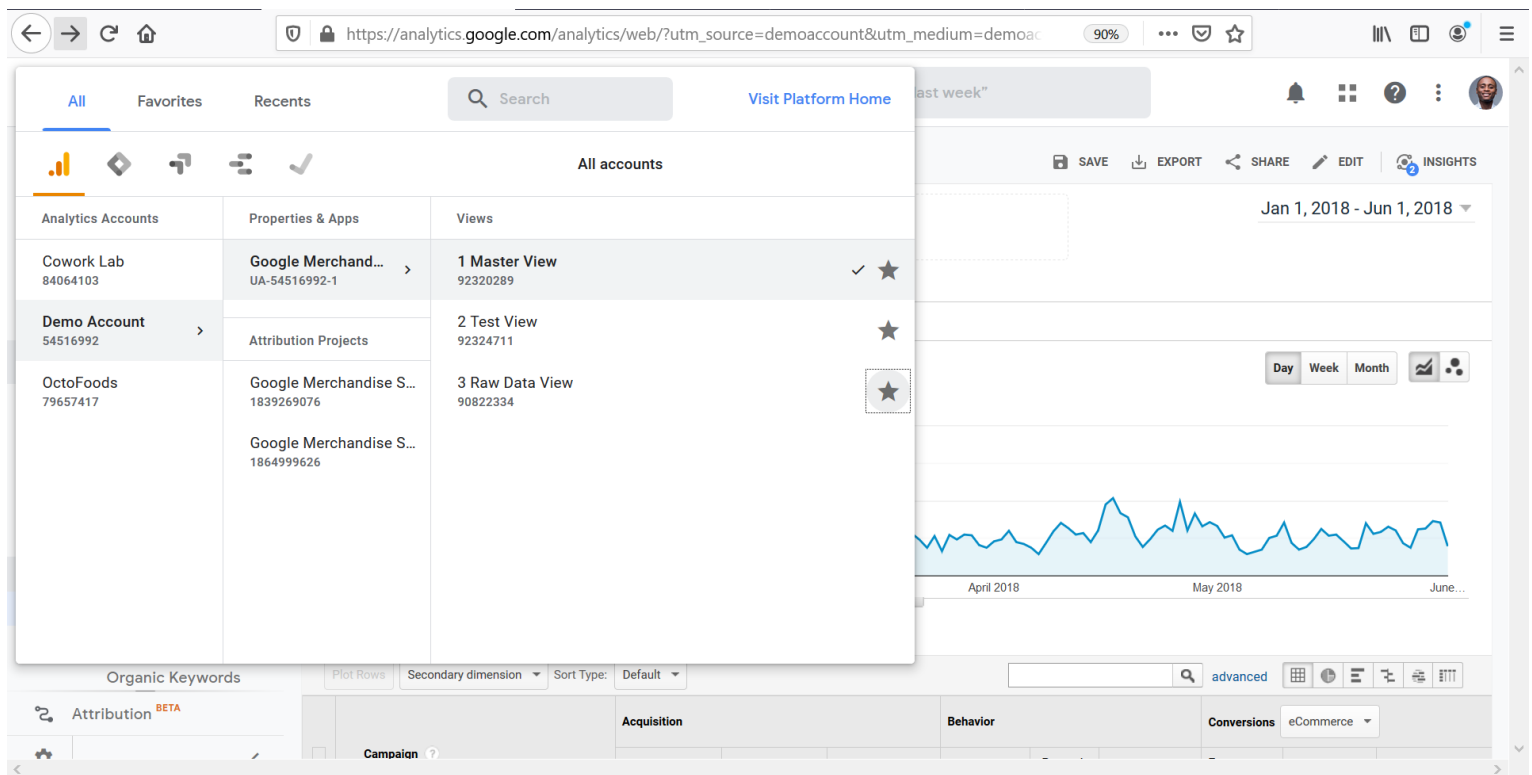 https://analytics.google.com/analytics/web/?utm_source=demoaccount&utm_medium=demoac
90%
All Favorites Recents
Search
Visit Platform Home
last week"
All accounts
SAVE EXPORT SHARE EDIT 2 INSIGHTS
Analytics Accounts Properties & Apps Views
Jan 1, 2018 - Jun 1, 2018
Cowork Lab
84064103
Google Merchand...
UA-54516992-1
1 Master View
92320289
Demo Account
54516992
Attribution Projects
2 Test View
92324711
OctoFoods
79657417
Google Merchandise S...
1839269076
3 Raw Data View
90822334
Google Merchandise S...
1864999626
Day Week Month
April 2018 May 2018 June...
Organic Keywords
Plot Rows Secondary dimension Sort Type: Default
advanced
Attribution BETA
Acquisition Behavior Conversions eCommerce
Campaign ?